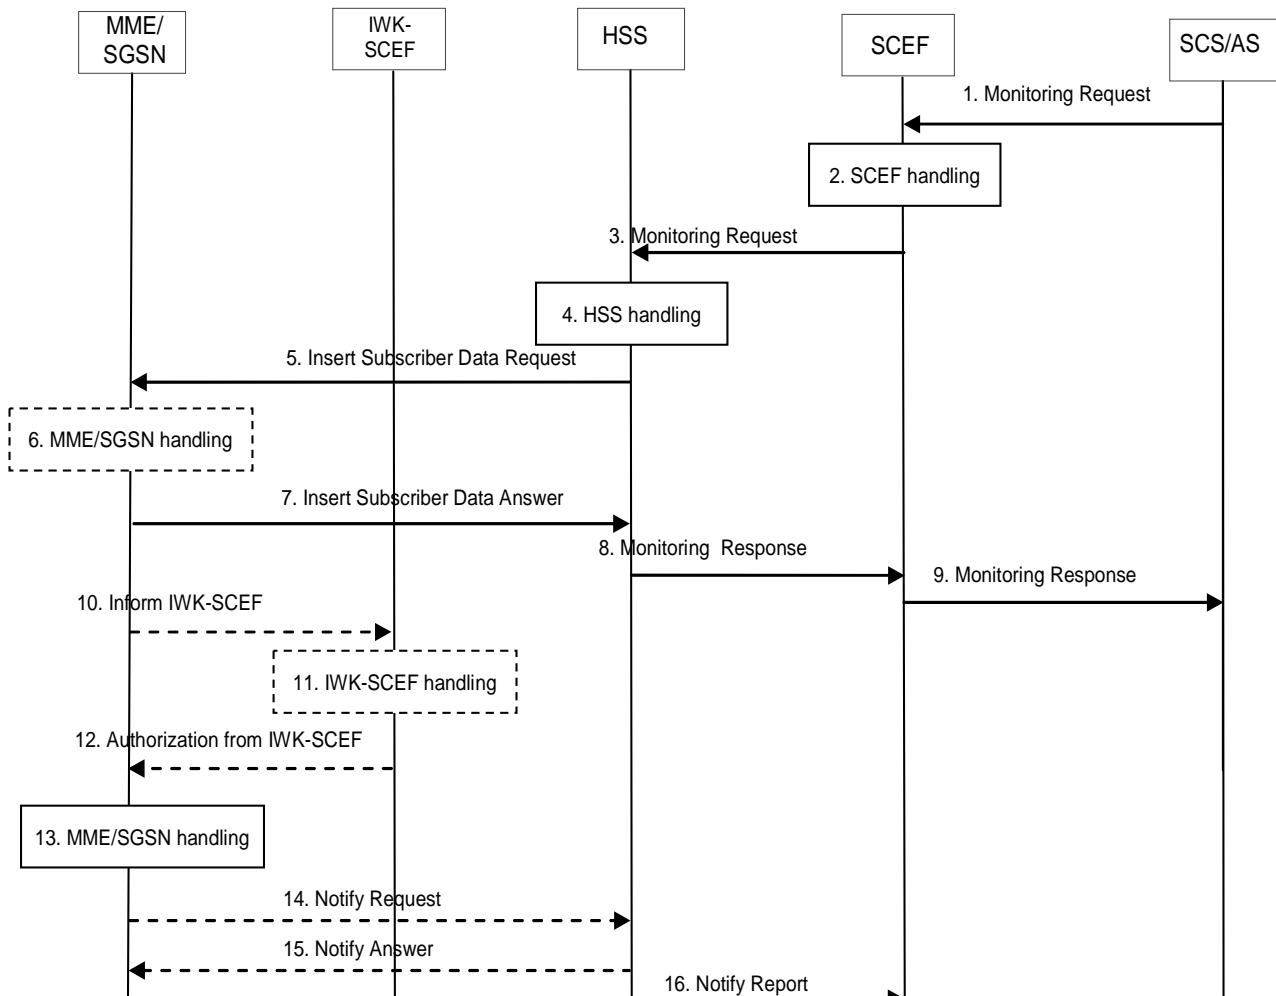 MME/
SGSN
IWK-
SCEF
HSS
SCEF
SCS/AS
1. Monitoring Request
2. SCEF handling
3. Monitoring Request
4. HSS handling
5. Insert Subscriber Data Request
6. MME/SGSN handling
7. Insert Subscriber Data Answer
8. Monitoring Response
9. Monitoring Response
10. Inform IWK-SCEF
11. IWK-SCEF handling
12. Authorization from IWK-SCEF
13. MME/SGSN handling
14. Notify Request
15. Notify Answer
16. Notify Report